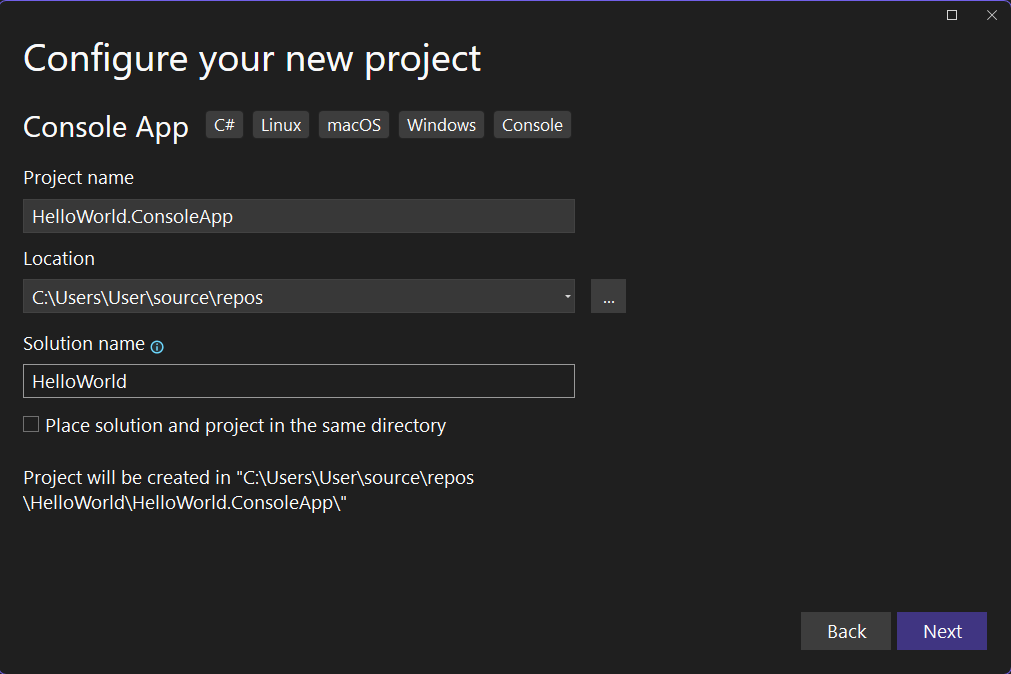 Configure your new project
Console App C# Linux macOS Windows Console
Project name
HelloWorld.ConsoleApp
Location
C:\Users\User\source\repos
...
Solution name
HelloWorld
Place solution and project in the same directory
Project will be created in "C:\Users\User\source\repos
\HelloWorld\HelloWorld.ConsoleApp\"
Back Next